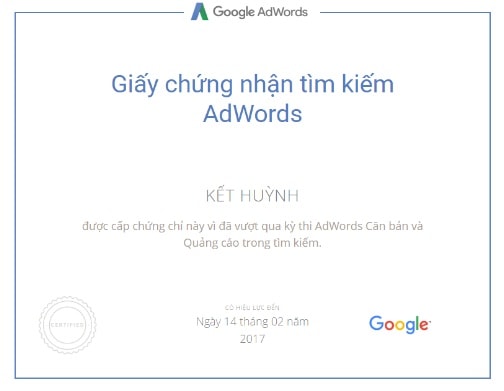 Google AdWords
Giấy chứng nhận tìm kiếm
AdWords
KẾT HUỲNH
được cấp chứng chỉ này vì đã vượt qua kỳ thi AdWords Căn bản và
Quảng cáo trong tìm kiếm.
CÓ HIỆU LỰC ĐẾN
Ngày 14 tháng 02 năm
2017
CERTIFIED
Google